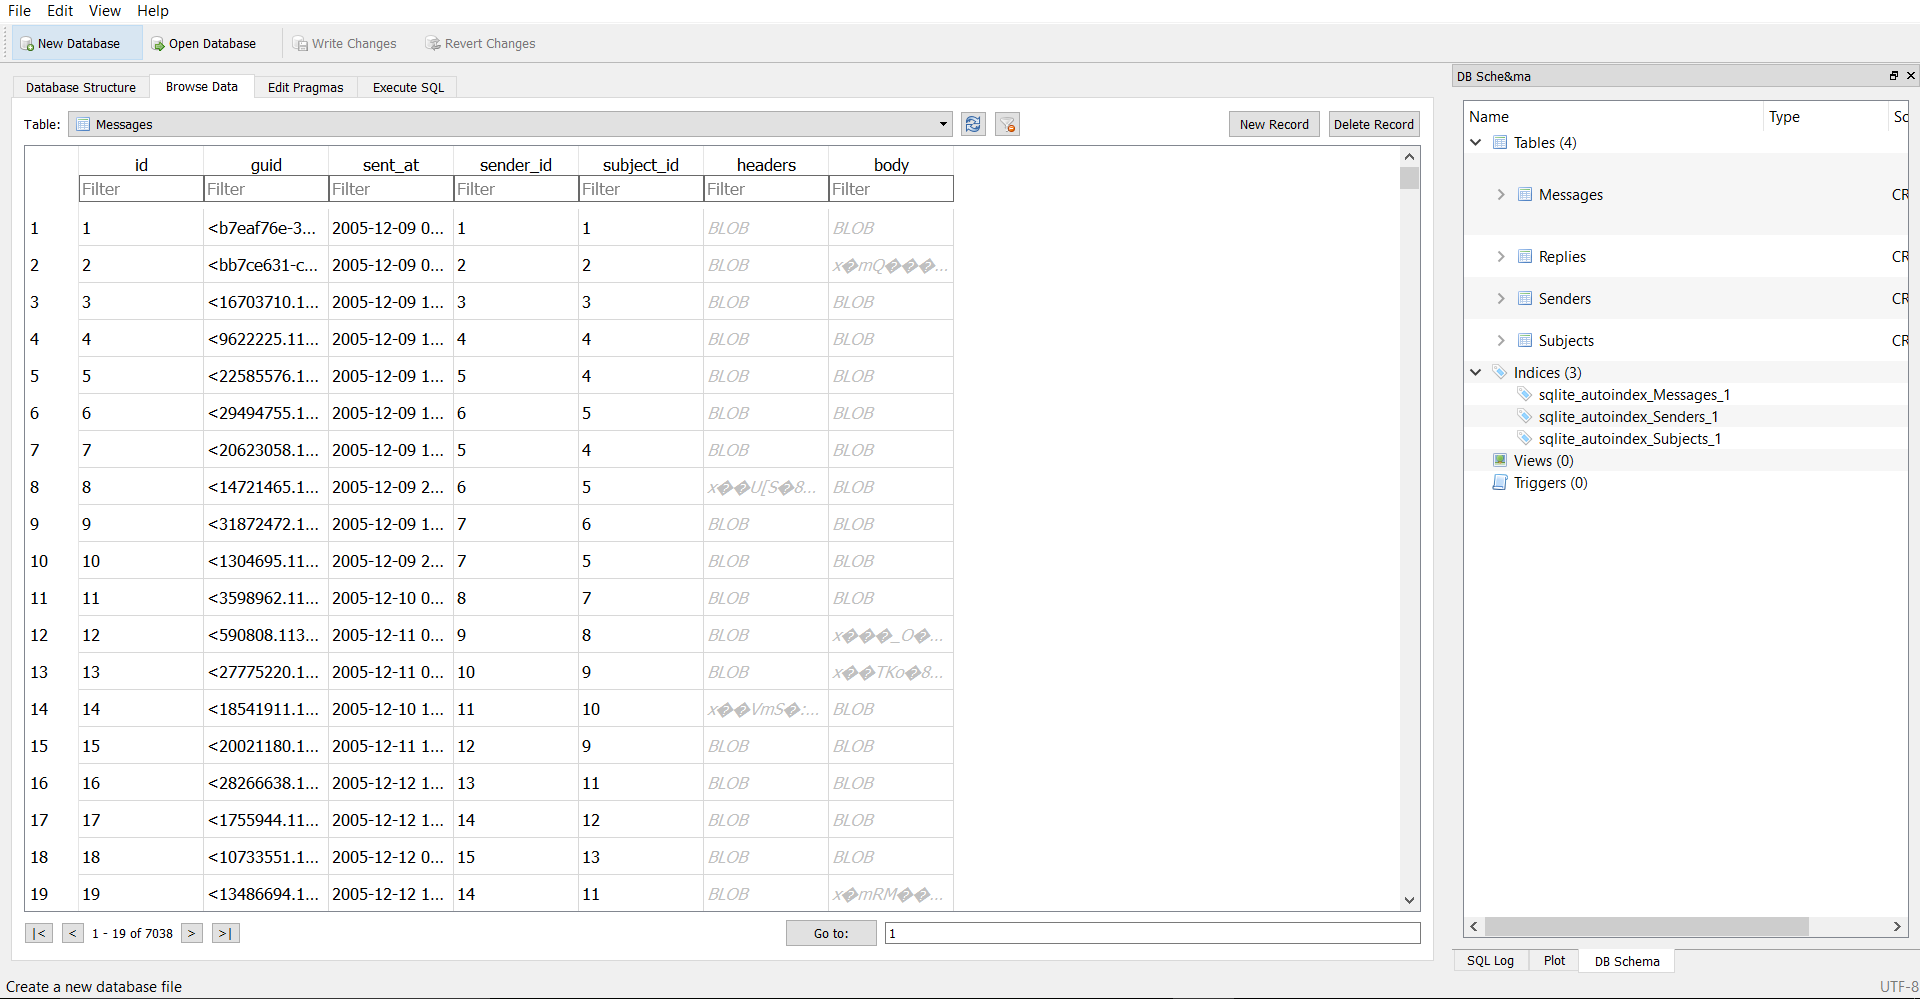 File Edit View Help
New Database Open Database Write Changes Revert Changes
Database Structure Browse Data Edit Pragmas Execute SQL
Table: Messages New Record Delete Record
id guid sent_at sender_id subject_id headers body
Filter Filter Filter Filter Filter Filter Filter
1 1 <b7eaf76e-3... 2005-12-09 0... 1 1 BLOB BLOB
2 2 <bb7ce631-c... 2005-12-09 0... 2 2 BLOB x�mQ���...
3 3 <16703710.1... 2005-12-09 1... 3 3 BLOB BLOB
4 4 <9622225.11... 2005-12-09 1... 4 4 BLOB BLOB
5 5 <22585576.1... 2005-12-09 1... 5 4 BLOB BLOB
6 6 <29494755.1... 2005-12-09 1... 6 5 BLOB BLOB
7 7 <20623058.1... 2005-12-09 1... 5 4 BLOB BLOB
8 8 <14721465.1... 2005-12-09 2... 6 5 x��U[S�8... BLOB
9 9 <31872472.1... 2005-12-09 1... 7 6 BLOB BLOB
10 10 <1304695.11... 2005-12-09 2... 7 5 BLOB BLOB
11 11 <3598962.11... 2005-12-10 0... 8 7 BLOB BLOB
12 12 <590808.113... 2005-12-11 0... 9 8 BLOB x���_O�...
13 13 <27775220.1... 2005-12-11 0... 10 9 BLOB x��TKo�8...
14 14 <18541911.1... 2005-12-10 1... 11 10 x��VmS�:... BLOB
15 15 <20021180.1... 2005-12-11 1... 12 9 BLOB BLOB
16 16 <28266638.1... 2005-12-12 1... 13 11 BLOB BLOB
17 17 <1755944.11... 2005-12-12 1... 14 12 BLOB BLOB
18 18 <10733551.1... 2005-12-12 0... 15 13 BLOB BLOB
19 19 <13486694.1... 2005-12-12 1... 14 11 BLOB x�mRM��...
|< < 1 - 19 of 7038 > >| Go to: 1
DB Sche&ma
Name Type Sc
Tables (4)
Messages CR
Replies CR
Senders CR
Subjects CR
Indices (3)
sqlite_autoindex_Messages_1
sqlite_autoindex_Senders_1
sqlite_autoindex_Subjects_1
Views (0)
Triggers (0)
SQL Log Plot DB Schema
Create a new database file UTF-8